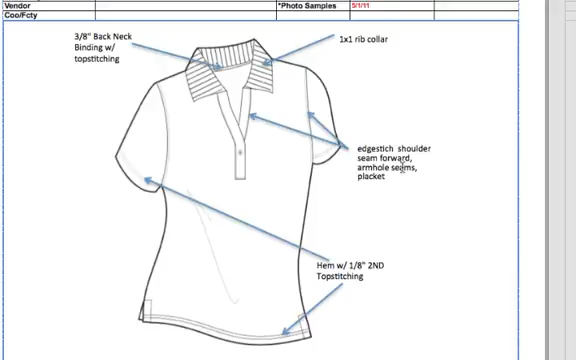 Vendor
*Photo Samples
5/1/11
Coo/Fcty
3/8" Back Neck
Binding w/
topstitching
1x1 rib collar
edgestich shoulder
seam forward,
armhole seams,
placket
Hem w/ 1/8" 2ND
Topstitching